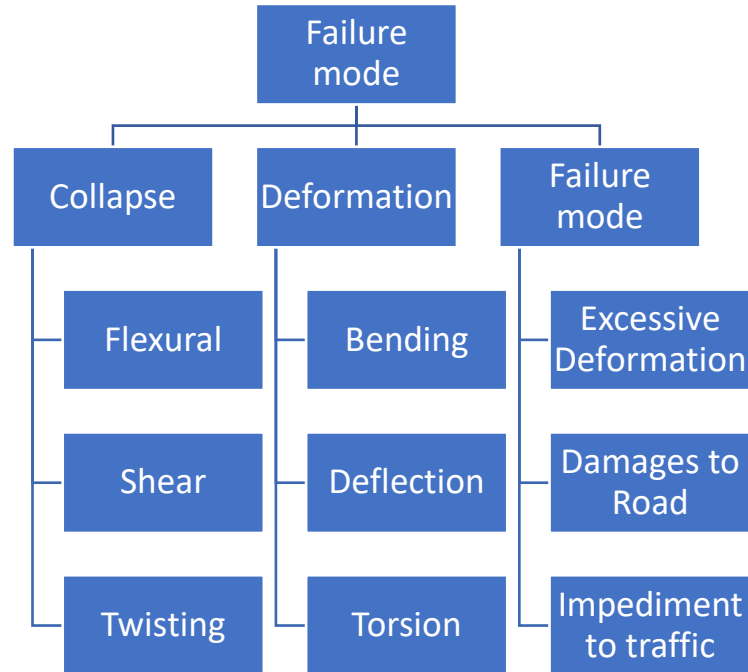 Failure
mode
Collapse
Deformation
Failure
mode
Flexural
Bending
Excessive
Deformation
Shear
Deflection
Damages to
Road
Twisting
Torsion
Impediment
to traffic